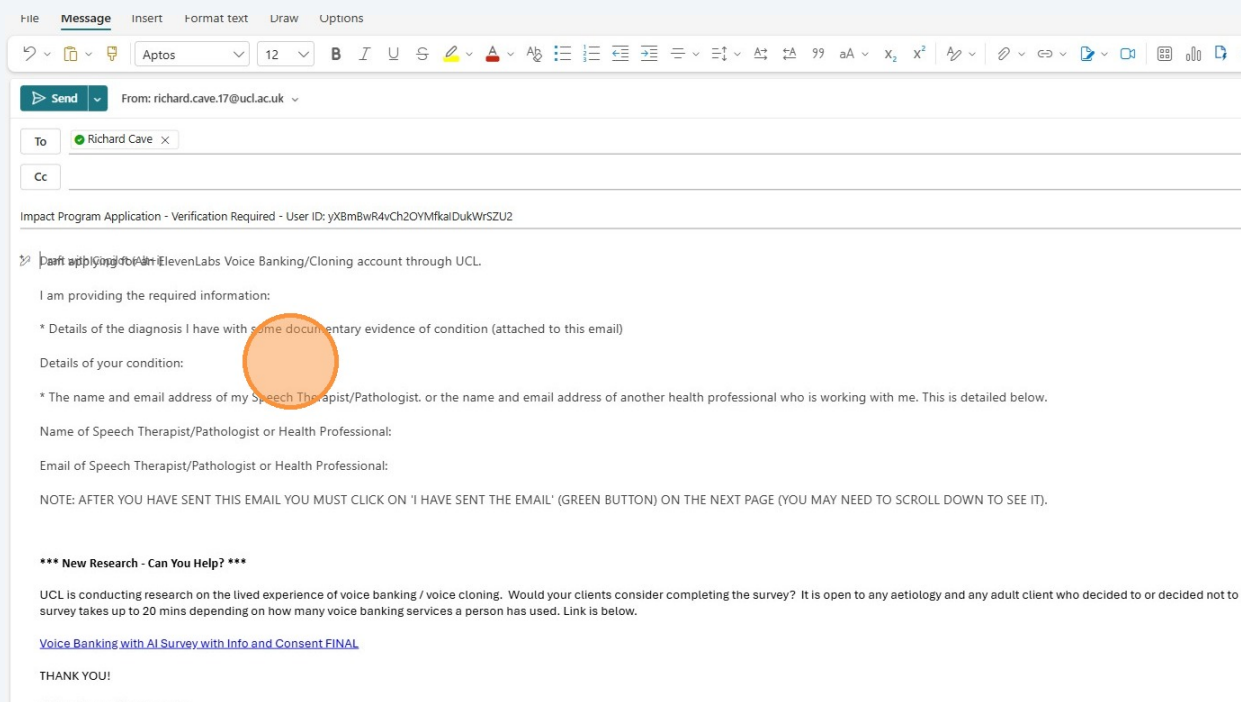 File Message Insert Format text Draw Options
Aptos 12 B I U S A Ab aA x₂ x² A
Send From: richard.cave.17@ucl.ac.uk
To Richard Cave
Cc
Impact Program Application - Verification Required - User ID: yXBmBwR4vCh2OYMfkaIDukWrSZU2
I am applying for an ElevenLabs Voice Banking/Cloning account through UCL.
I am providing the required information:
* Details of the diagnosis I have with some documentary evidence of condition (attached to this email)
Details of your condition:
* The name and email address of my Speech Therapist/Pathologist. or the name and email address of another health professional who is working with me. This is detailed below.
Name of Speech Therapist/Pathologist or Health Professional:
Email of Speech Therapist/Pathologist or Health Professional:
NOTE: AFTER YOU HAVE SENT THIS EMAIL YOU MUST CLICK ON 'I HAVE SENT THE EMAIL' (GREEN BUTTON) ON THE NEXT PAGE (YOU MAY NEED TO SCROLL DOWN TO SEE IT).
*** New Research - Can You Help? ***
UCL is conducting research on the lived experience of voice banking / voice cloning. Would your clients consider completing the survey? It is open to any aetiology and any adult client who decided to or decided not to
survey takes up to 20 mins depending on how many voice banking services a person has used. Link is below.
Voice Banking with AI Survey with Info and Consent FINAL
THANK YOU!